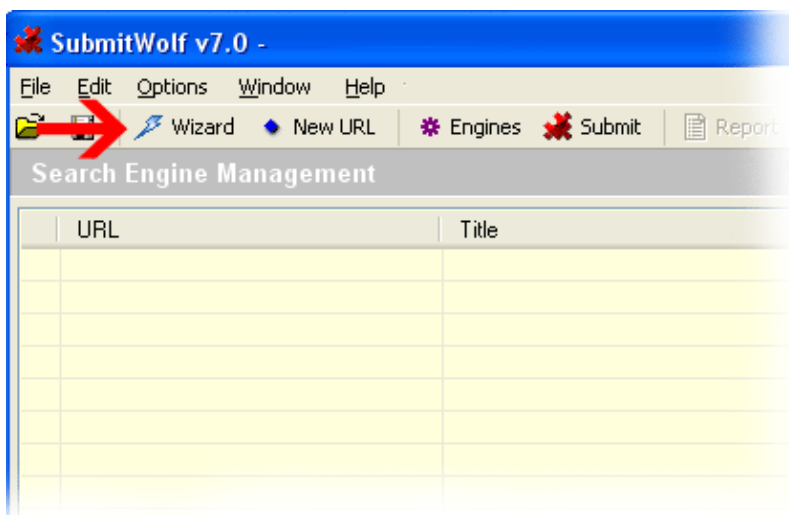 SubmitWolf v7.0 -
File Edit Options Window Help
Wizard New URL Engines Submit Report
Search Engine Management
URL Title